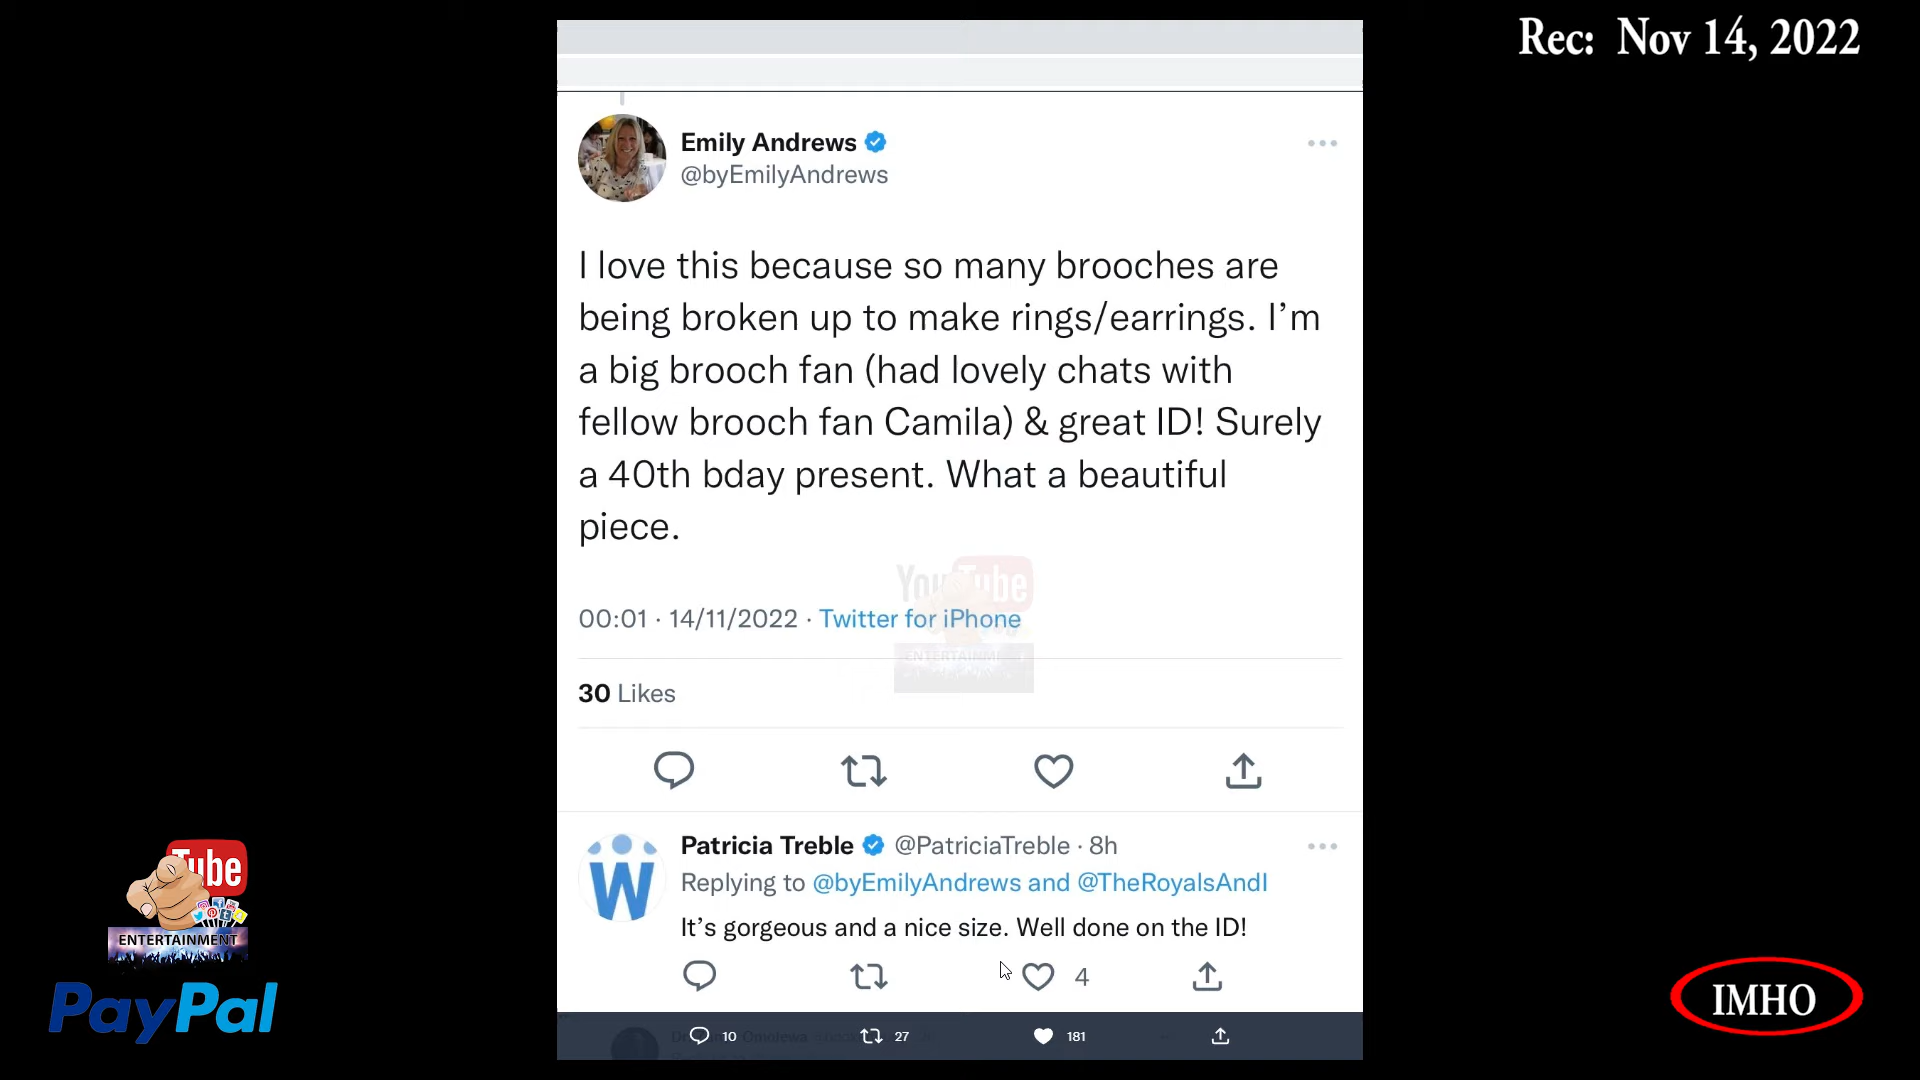 Rec: Nov 14, 2022
Emily Andrews
@byEmilyAndrews
I love this because so many brooches are
being broken up to make rings/earrings. I’m
a big brooch fan (had lovely chats with
fellow brooch fan Camila) & great ID! Surely
a 40th bday present. What a beautiful
piece.
YouTube
ENTERTAINMENT
00:01 · 14/11/2022 · Twitter for iPhone
30 Likes
Patricia Treble @PatriciaTreble · 8h
Replying to @byEmilyAndrews and @TheRoyalsAndI
It’s gorgeous and a nice size. Well done on the ID!
4
10 27 181
Tube
ENTERTAINMENT
PayPal
IMHO